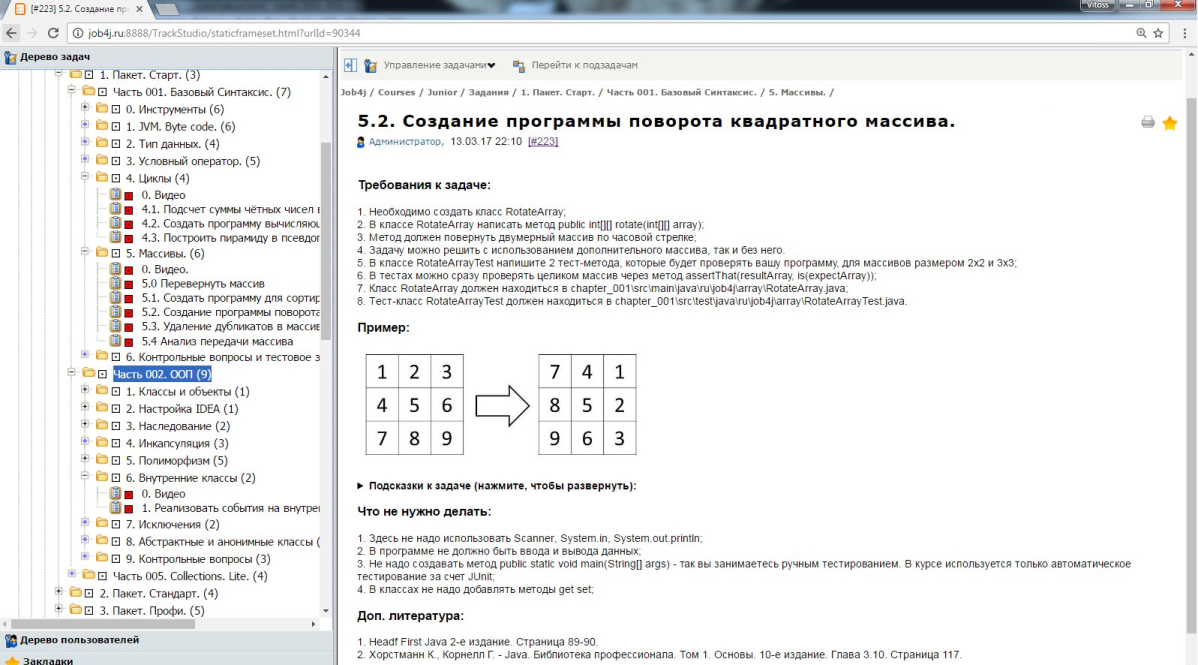 [#223] 5.2. Создание пр
Vitoss
job4j.ru:8888/TrackStudio/staticframeset.html?urlId=90344
Дерево задач
1. Пакет. Старт. (3)
Часть 001. Базовый Синтаксис. (7)
0. Инструменты (6)
1. JVM. Byte code. (6)
2. Тип данных. (4)
3. Условный оператор. (5)
4. Циклы (4)
0. Видео
4.1. Подсчет суммы чётных чисел в
4.2. Создать программу вычисляющ
4.3. Построить пирамиду в псевдог
5. Массивы. (6)
0. Видео.
5.0 Перевернуть массив
5.1. Создать программу для сортир
5.2. Создание программы поворота
5.3. Удаление дубликатов в массив
5.4 Анализ передачи массива
6. Контрольные вопросы и тестовое з
Часть 002. ООП (9)
1. Классы и объекты (1)
2. Настройка IDEA (1)
3. Наследование (2)
4. Инкапсуляция (3)
5. Полиморфизм (5)
6. Внутренние классы (2)
0. Видео
1. Реализовать события на внутре
7. Исключения (2)
8. Абстрактные и анонимные классы (
9. Контрольные вопросы (3)
Часть 005. Collections. Lite. (4)
2. Пакет. Стандарт. (4)
3. Пакет. Профи. (5)
Дерево пользователей
Закладки
Управление задачами Перейти к подзадачам
Job4j / Courses / Junior / Задания / 1. Пакет. Старт. / Часть 001. Базовый Синтаксис. / 5. Массивы. /
5.2. Создание программы поворота квадратного массива.
Администратор, 13.03.17 22:10 [#223]
Требования к задаче:
1. Необходимо создать класс RotateArray;
2. В классе RotateArray написать метод public int[][] rotate(int[][] array);
3. Метод должен повернуть двумерный массив по часовой стрелке;
4. Задачу можно решить с использованием дополнительного массива, так и без него.
5. В классе RotateArrayTest напишите 2 тест-метода, которые будет проверять вашу программу, для массивов размером 2x2 и 3x3;
6. В тестах можно сразу проверять целиком массив через метод assertThat(resultArray, is(expectArray));
7. Класс RotateArray должен находиться в chapter_001\src\main\java\ru\job4j\array\RotateArray.java;
8. Тест-класс RotateArrayTest должен находиться в chapter_001\src\test\java\ru\job4j\array\RotateArrayTest.java.
Пример:
1 2 3 7 4 1
4 5 6 8 5 2
7 8 9 9 6 3
Подсказки к задаче (нажмите, чтобы развернуть):
Что не нужно делать:
1. Здесь не надо использовать Scanner, System.in, System.out.println;
2. В программе не должно быть ввода и вывода данных;
3. Не надо создавать метод public static void main(String[] args) - так вы занимаетесь ручным тестированием. В курсе используется только автоматическое
тестирование за счет JUnit;
4. В классах не надо добавлять методы get set;
Доп. литература:
1. Headf First Java 2-е издание. Страница 89-90.
2. Хорстманн К., Корнелл Г. - Java. Библиотека профессионала. Том 1. Основы. 10-е издание. Глава 3.10. Страница 117.